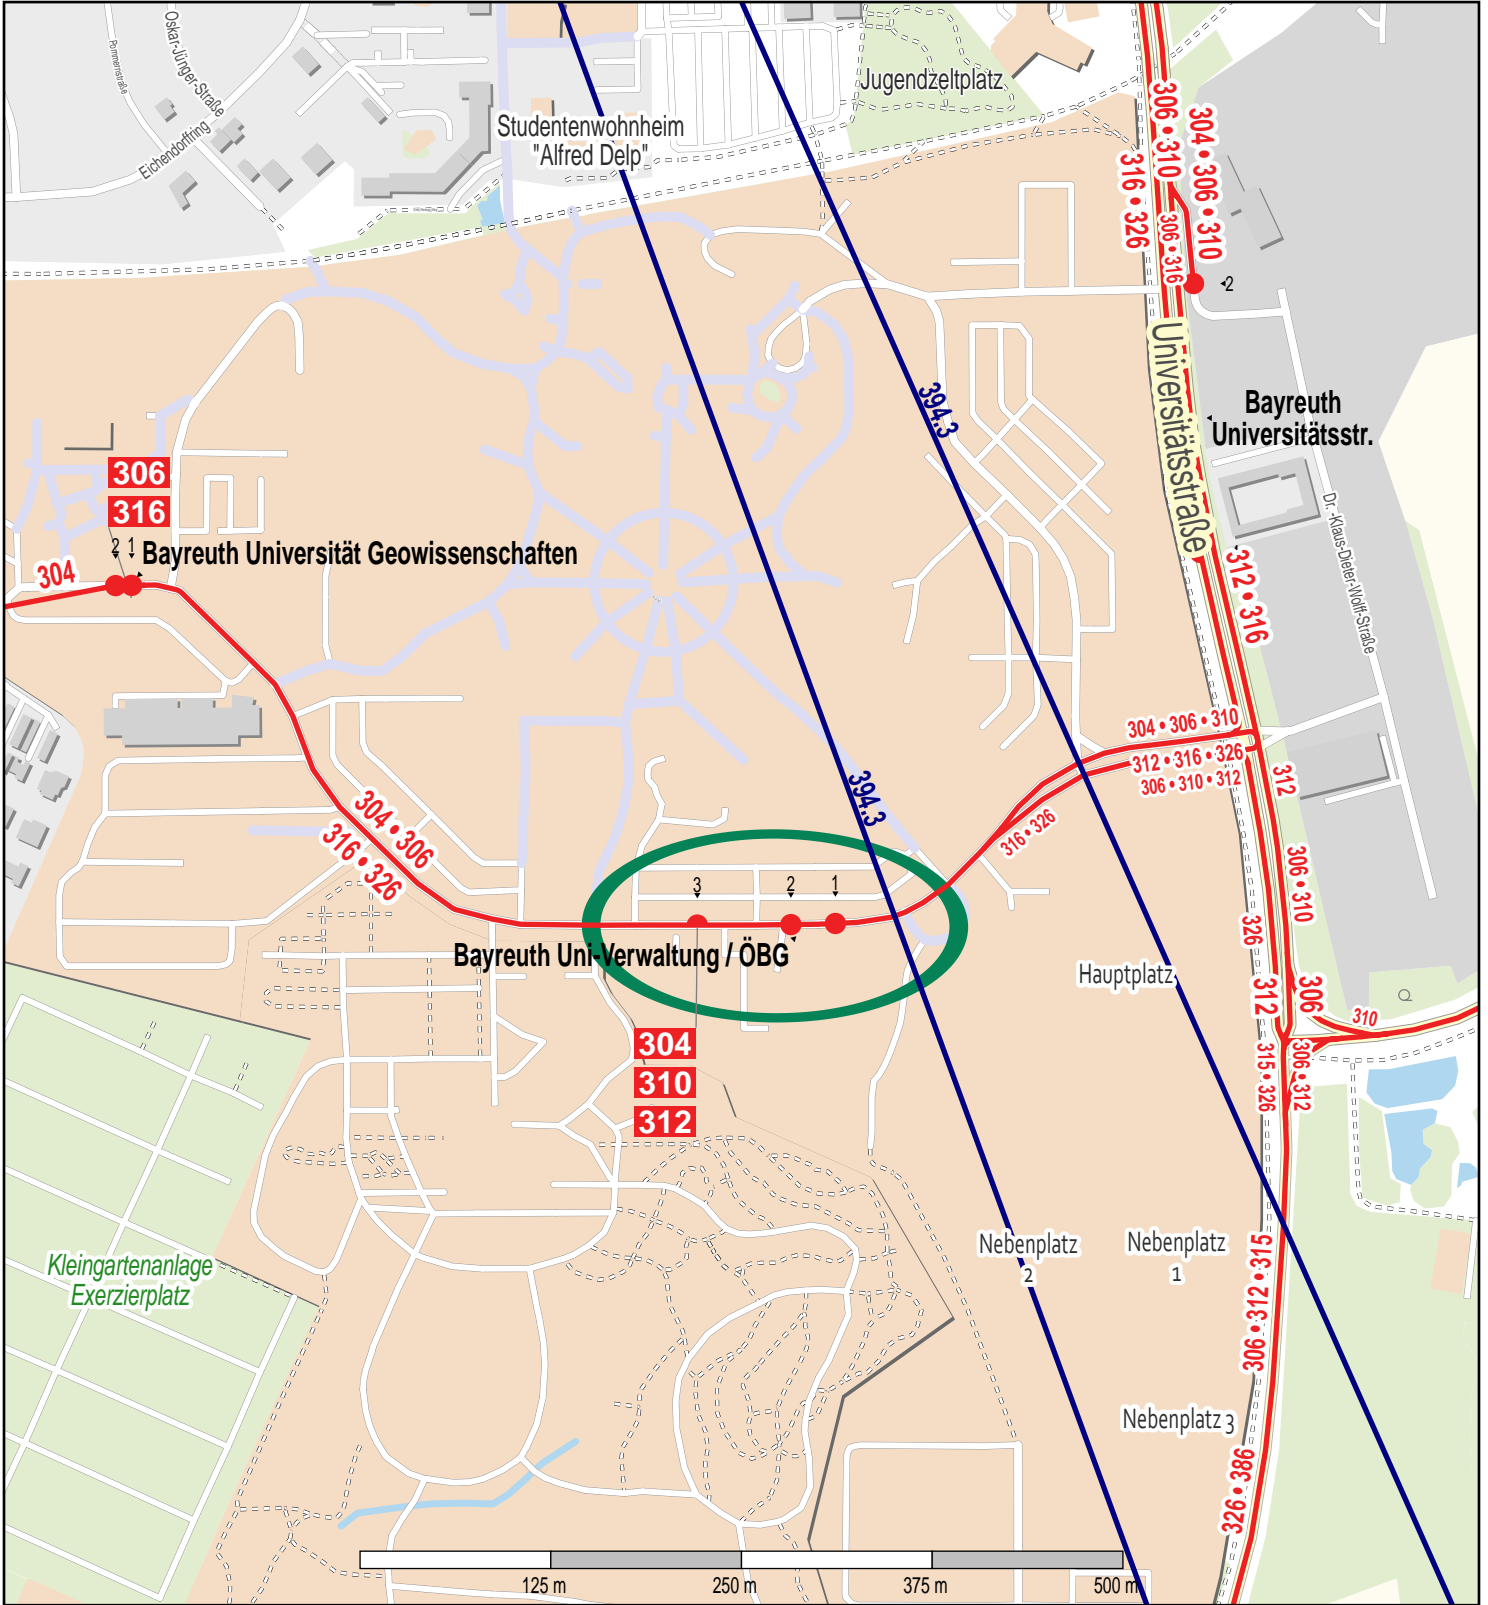 Oskar-Jünger-Straße
Pommernstraße
Eichendorffring
Studentenwohnheim
"Alfred Delp"
Jugendzeltplatz
306 • 310
304 • 306 • 310
316 • 326
306 • 316
2
Universitätsstraße
Bayreuth
Universitätsstr.
394.3
306
316
2 1
Bayreuth Universität Geowissenschaften
304
Dr.-Klaus-Dieter-Wolff-Straße
312 • 316
304 • 306 • 310
312 • 316 • 326
306 • 310 • 312
312
394.3
304 • 306
316 • 326
316 • 326
306 • 310
326
3
2
1
Bayreuth Uni-Verwaltung / ÖBG
Hauptplatz
312
306
310
304
310
312
315 • 326
306 • 312
Kleingartenanlage
Exerzierplatz
Nebenplatz
2
Nebenplatz
1
306 • 312 • 315
Nebenplatz 3
326 • 386
125 m
250 m
375 m
500 m